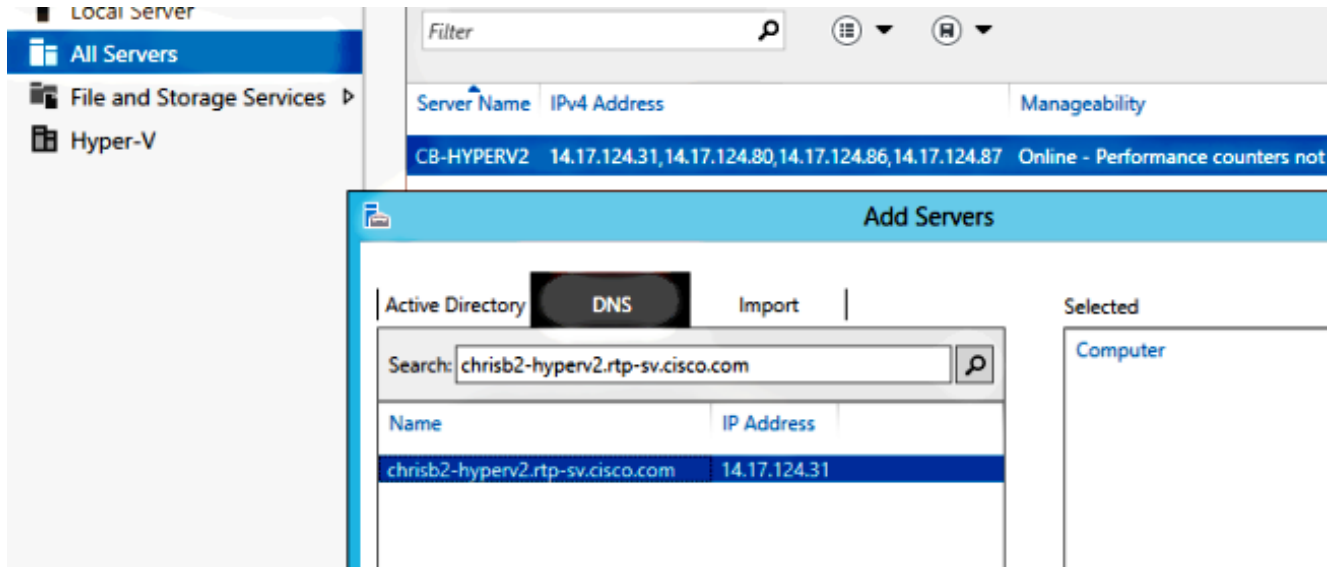 Local Server
All Servers
File and Storage Services
Hyper-V
Filter
Server Name IPv4 Address Manageability
CB-HYPERV2 14.17.124.31,14.17.124.80,14.17.124.86,14.17.124.87 Online - Performance counters not
Add Servers
Active Directory DNS Import
Selected
Search: chrisb2-hyperv2.rtp-sv.cisco.com
Computer
Name IP Address
chrisb2-hyperv2.rtp-sv.cisco.com 14.17.124.31